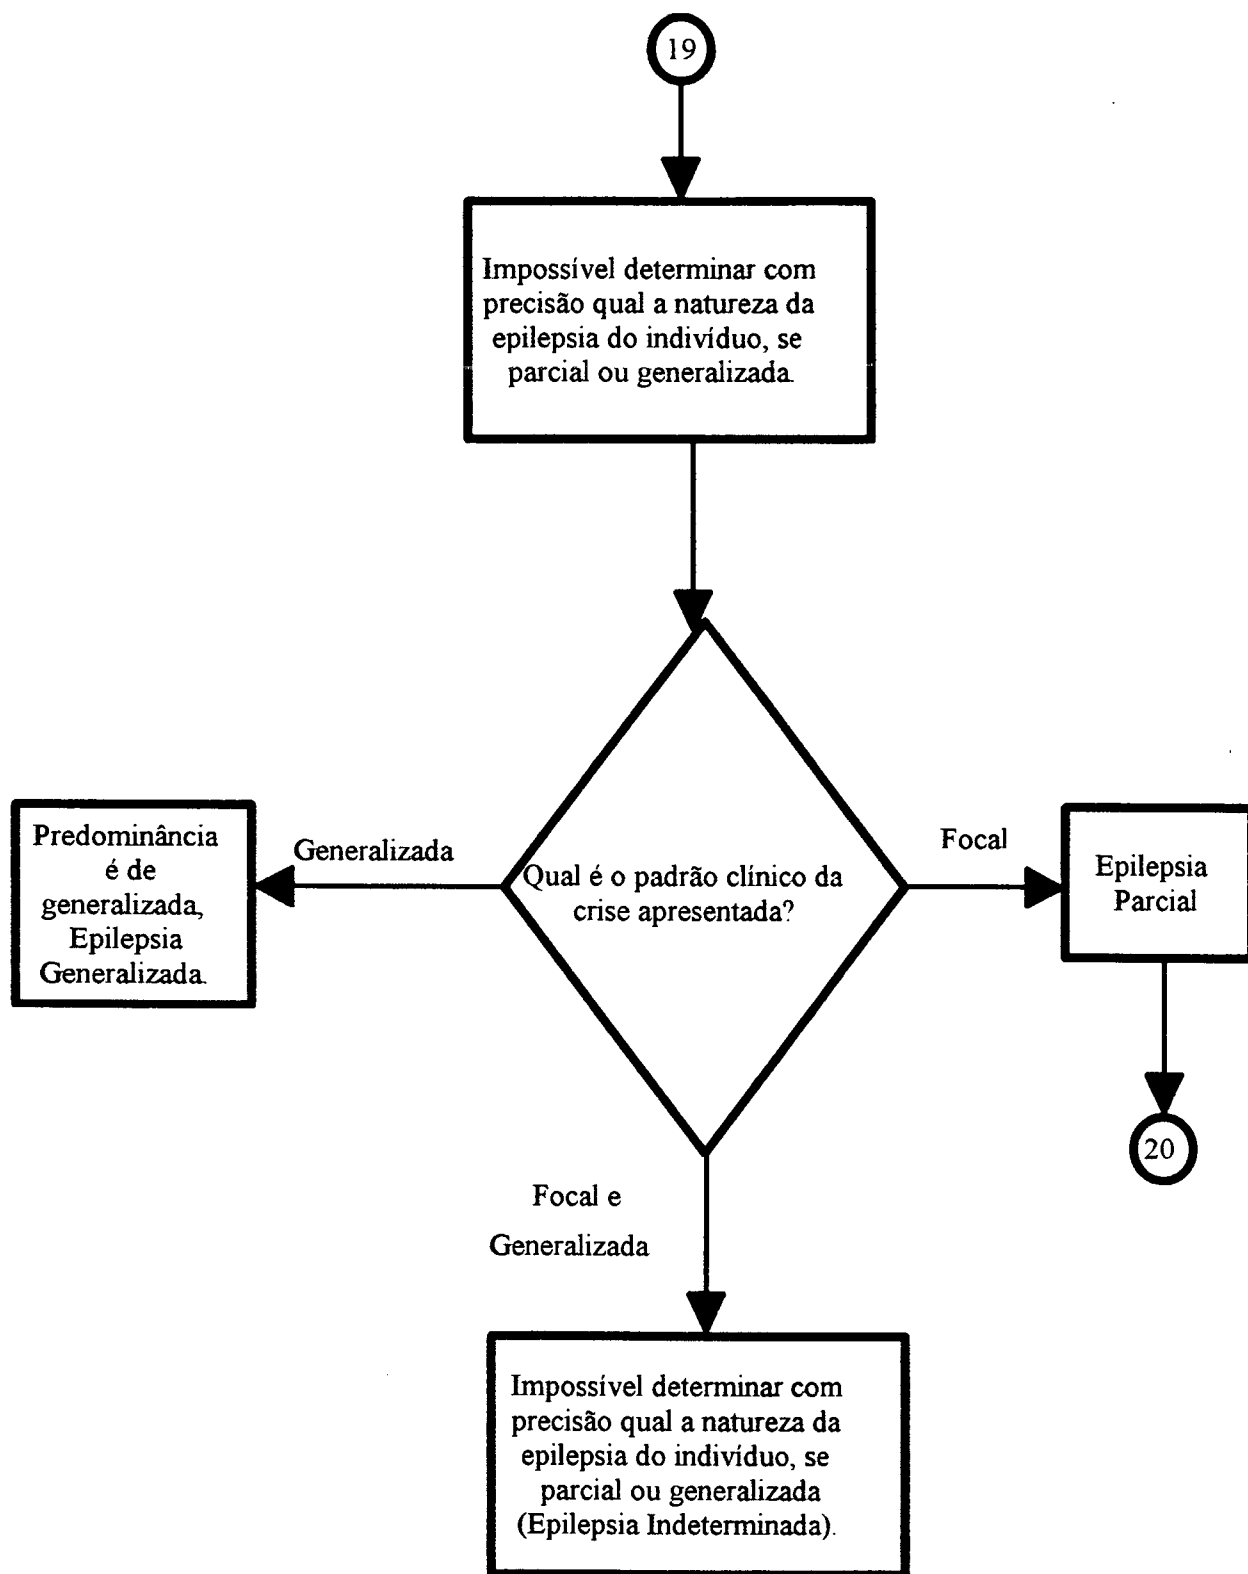 19
Impossível determinar com
precisão qual a natureza da
epilepsia do indivíduo, se
parcial ou generalizada.
Predominância
é de
generalizada,
Epilepsia
Generalizada.
Generalizada
Qual é o padrão clínico da
crise apresentada?
Focal
Epilepsia
Parcial
20
Focal e
Generalizada
Impossível determinar com
precisão qual a natureza da
epilepsia do indivíduo, se
parcial ou generalizada
(Epilepsia Indeterminada).